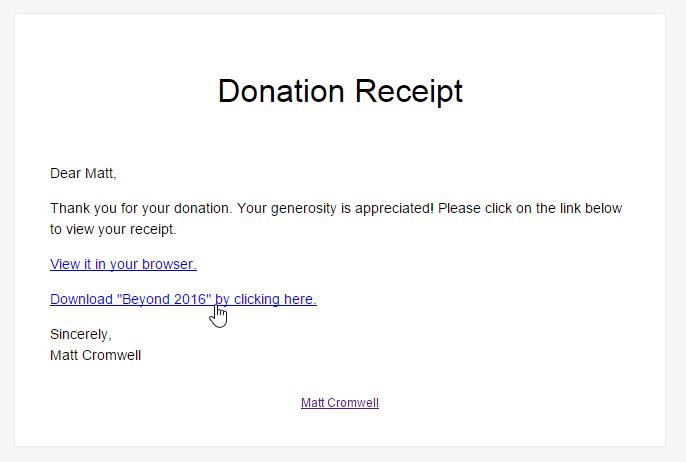 Donation Receipt
Dear Matt,
Thank you for your donation. Your generosity is appreciated! Please click on the link below
to view your receipt.
View it in your browser.
Download "Beyond 2016" by clicking here.
Sincerely,
Matt Cromwell
Matt Cromwell